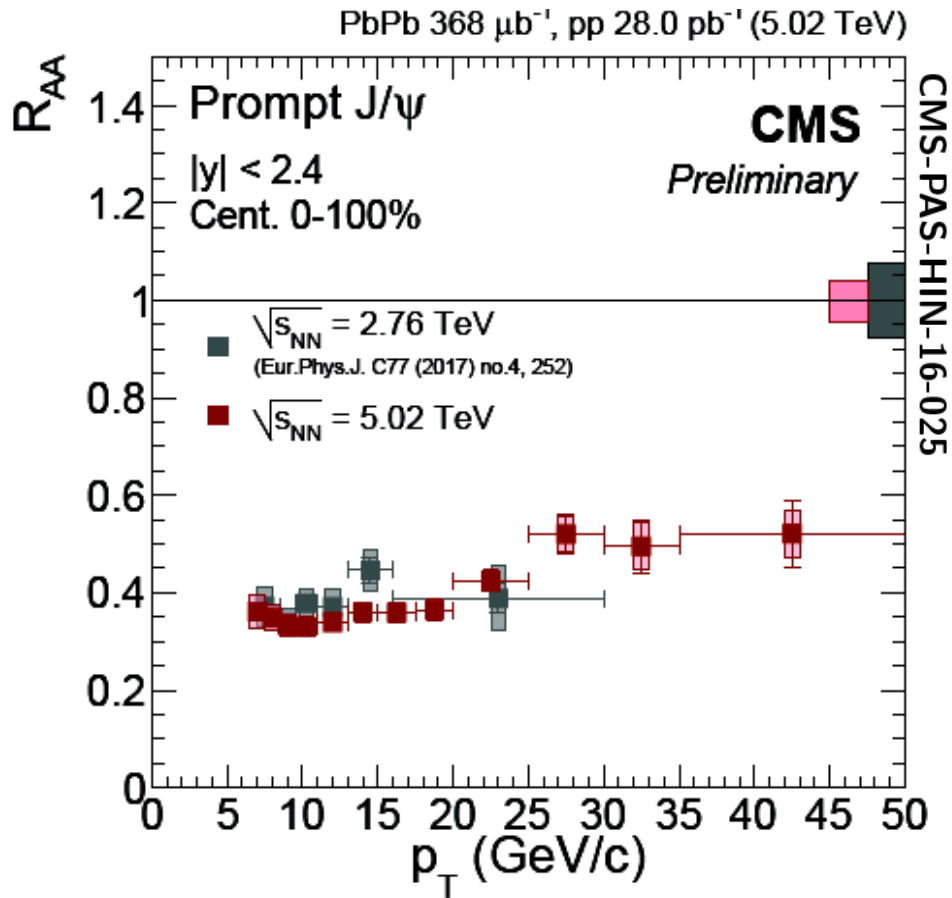 PbPb 368 μb⁻¹, pp 28.0 pb⁻¹ (5.02 TeV)
R_AA
1.4
1.2
1
0.8
0.6
0.4
0.2
0
Prompt J/ψ
|y| < 2.4
Cent. 0-100%
CMS
Preliminary
√s_NN = 2.76 TeV
(Eur.Phys.J. C77 (2017) no.4, 252)
√s_NN = 5.02 TeV
0 5 10 15 20 25 30 35 40 45 50
p_T (GeV/c)
CMS-PAS-HIN-16-025